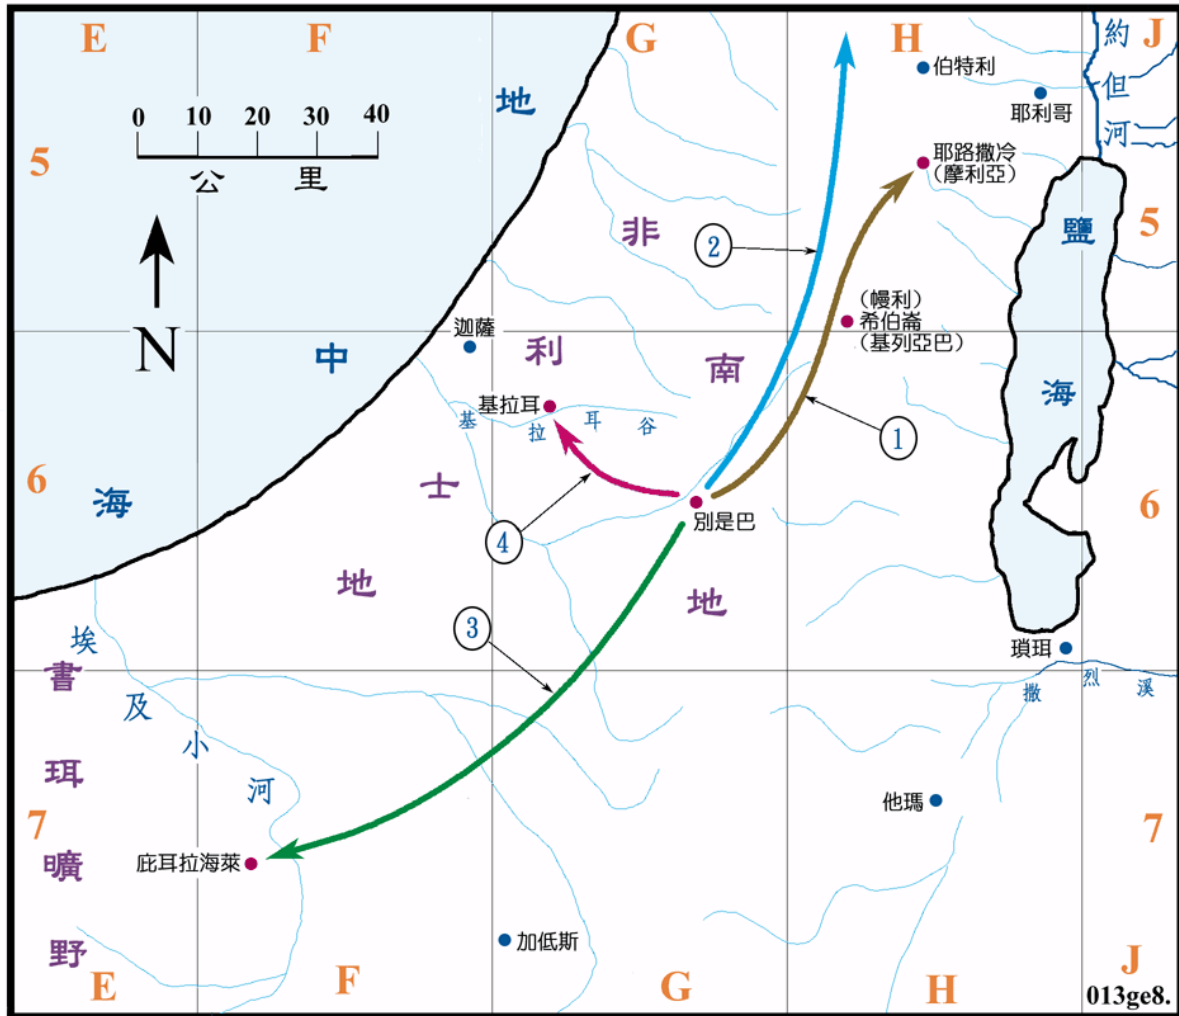 E F G H J
約但河
伯特利
耶利哥
地中海
0 10 20 30 40
公里
5
5
耶路撒冷
(摩利亞)
鹽海
非利士地
②
(幔利)
希伯崙
(基列亞巴)
N
迦薩
南地
基拉耳
基拉耳谷
①
6
6
別是巴
④
③
瑣珥
撒烈溪
埃及小河
書珥曠野
他瑪
7
7
庇耳拉海萊
加低斯
E F G H J
013ge8.